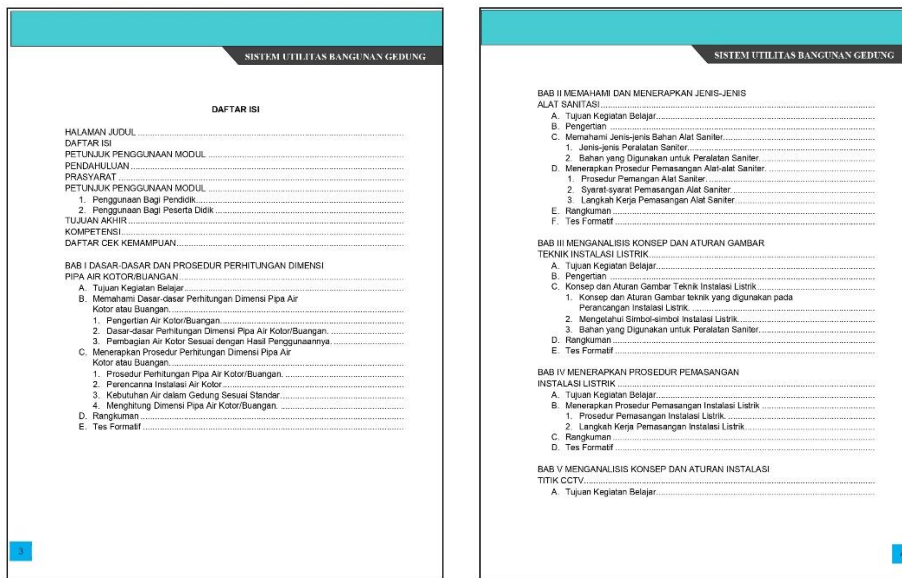 SISTEM UTILITAS BANGUNAN GEDUNG
DAFTAR ISI
HALAMAN JUDUL
DAFTAR ISI
PETUNJUK PENGGUNAAN MODUL
PENDAHULUAN
PRASYARAT
PETUNJUK PENGGUNAAN MODUL
1. Penggunaan Bagi Pendidik
2. Penggunaan Bagi Peserta Didik
TUJUAN AKHIR
KOMPETENSI
DAFTAR CEK KEMAMPUAN
BAB I DASAR-DASAR DAN PROSEDUR PERHITUNGAN DIMENSI
PIPA AIR KOTOR/BUANGAN
A. Tujuan Kegiatan Belajar
B. Memahami Dasar-dasar Perhitungan Dimensi Pipa Air
Kotor atau Buangan.
1. Pengertian Air Kotor/Buangan
2. Dasar-dasar Perhitungan Dimensi Pipa Air Kotor/Buangan.
3. Pembagian Air Kotor Sesuai dengan Hasil Penggunaannya.
C. Menerapkan Prosedur Perhitungan Dimensi Pipa Air
Kotor atau Buangan.
1. Prosedur Perhitungan Pipa Air Kotor/Buangan.
2. Perencanna Instalasi Air Kotor
3. Kebutuhan Air dalam Gedung Sesuai Standar
4. Menghitung Dimensi Pipa Air Kotor/Buangan.
D. Rangkuman
E. Tes Formatif
3
SISTEM UTILITAS BANGUNAN GEDUNG
BAB II MEMAHAMI DAN MENERAPKAN JENIS-JENIS
ALAT SANITASI
A. Tujuan Kegiatan Belajar
B. Pengertian
C. Memahami Jenis-jenis Bahan Alat Saniter
1. Jenis-jenis Peralatan Saniter
2. Bahan yang Digunakan untuk Peralatan Saniter.
D. Menerapkan Prosedur Pemasangan Alat-alat Saniter.
1. Prosedur Pemangan Alat Saniter.
2. Syarat-syarat Pemasangan Alat Saniter
3. Langkah Kerja Pemasangan Alat Saniter
E. Rangkuman
F. Tes Formatif
BAB III MENGANALISIS KONSEP DAN ATURAN GAMBAR
TEKNIK INSTALASI LISTRIK
A. Tujuan Kegiatan Belajar
B. Pengertian
C. Konsep dan Aturan Gambar Teknik Instalasi Listrik
1. Konsep dan Aturan Gambar teknik yang digunakan pada
Perancangan Instalasi Listrik.
2. Mengetahui Simbol-simbol Instalasi Listrik
3. Bahan yang Digunakan untuk Peralatan Saniter.
D. Rangkuman
E. Tes Formatif
BAB IV MENERAPKAN PROSEDUR PEMASANGAN
INSTALASI LISTRIK
A. Tujuan Kegiatan Belajar
B. Menerapkan Prosedur Pemasangan Instalasi Listrik
1. Prosedur Pemasangan Instalasi Listrik.
2. Langkah Kerja Pemasangan Instalasi Listrik
C. Rangkuman
D. Tes Formatif
BAB V MENGANALISIS KONSEP DAN ATURAN INSTALASI
TITIK CCTV
A. Tujuan Kegiatan Belajar